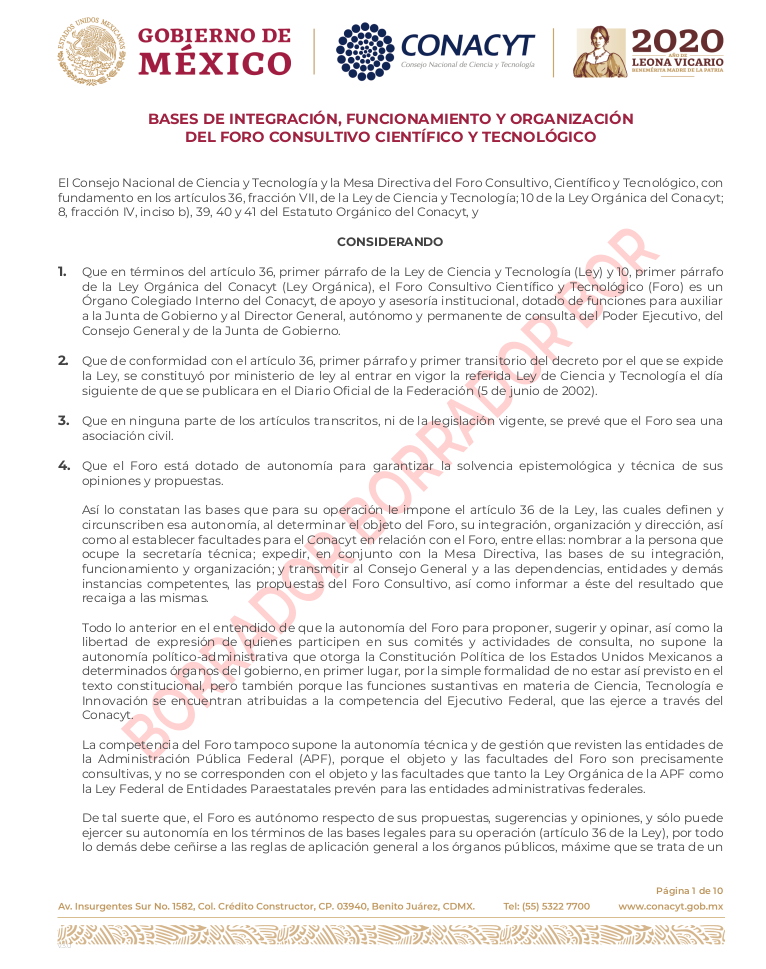 ESTADOS UNIDOS MEXICANOS
GOBIERNO DE
MÉXICO
CONACYT
Consejo Nacional de Ciencia y Tecnología
2020
AÑO DE
LEONA VICARIO
BENEMÉRITA MADRE DE LA PATRIA
BASES DE INTEGRACIÓN, FUNCIONAMIENTO Y ORGANIZACIÓN
DEL FORO CONSULTIVO CIENTÍFICO Y TECNOLÓGICO
El Consejo Nacional de Ciencia y Tecnología y la Mesa Directiva del Foro Consultivo, Científico y Tecnológico, con
fundamento en los artículos 36, fracción VII, de la Ley de Ciencia y Tecnología; 10 de la Ley Orgánica del Conacyt;
8, fracción IV, inciso b), 39, 40 y 41 del Estatuto Orgánico del Conacyt, y
CONSIDERANDO
1. Que en términos del artículo 36, primer párrafo de la Ley de Ciencia y Tecnología (Ley) y 10, primer párrafo
de la Ley Orgánica del Conacyt (Ley Orgánica), el Foro Consultivo Científico y Tecnológico (Foro) es un
Órgano Colegiado Interno del Conacyt, de apoyo y asesoría institucional, dotado de funciones para auxiliar
a la Junta de Gobierno y al Director General, autónomo y permanente de consulta del Poder Ejecutivo, del
Consejo General y de la Junta de Gobierno.
2. Que de conformidad con el artículo 36, primer párrafo y primer transitorio del decreto por el que se expide
la Ley, se constituyó por ministerio de ley al entrar en vigor la referida Ley de Ciencia y Tecnología el día
siguiente de que se publicara en el Diario Oficial de la Federación (5 de junio de 2002).
3. Que en ninguna parte de los artículos transcritos, ni de la legislación vigente, se prevé que el Foro sea una
asociación civil.
4. Que el Foro está dotado de autonomía para garantizar la solvencia epistemológica y técnica de sus
opiniones y propuestas.
Así lo constatan las bases que para su operación le impone el artículo 36 de la Ley, las cuales definen y
circunscriben esa autonomía, al determinar el objeto del Foro, su integración, organización y dirección, así
como al establecer facultades para el Conacyt en relación con el Foro, entre ellas: nombrar a la persona que
ocupe la secretaría técnica; expedir, en conjunto con la Mesa Directiva, las bases de su integración,
funcionamiento y organización; y transmitir al Consejo General y a las dependencias, entidades y demás
instancias competentes, las propuestas del Foro Consultivo, así como informar a éste del resultado que
recaiga a las mismas.
Todo lo anterior en el entendido de que la autonomía del Foro para proponer, sugerir y opinar, así como la
libertad de expresión de quienes participen en sus comités y actividades de consulta, no supone la
autonomía político-administrativa que otorga la Constitución Política de los Estados Unidos Mexicanos a
determinados órganos del gobierno, en primer lugar, por la simple formalidad de no estar así previsto en el
texto constitucional, pero también porque las funciones sustantivas en materia de Ciencia, Tecnología e
Innovación se encuentran atribuidas a la competencia del Ejecutivo Federal, que las ejerce a través del
Conacyt.
La competencia del Foro tampoco supone la autonomía técnica y de gestión que revisten las entidades de
la Administración Pública Federal (APF), porque el objeto y las facultades del Foro son precisamente
consultivas, y no se corresponden con el objeto y las facultades que tanto la Ley Orgánica de la APF como
la Ley Federal de Entidades Paraestatales prevén para las entidades administrativas federales.
De tal suerte que, el Foro es autónomo respecto de sus propuestas, sugerencias y opiniones, y sólo puede
ejercer su autonomía en los términos de las bases legales para su operación (artículo 36 de la Ley), por todo
lo demás debe ceñirse a las reglas de aplicación general a los órganos públicos, máxime que se trata de un
BORRADOR BORRADOR BOR
Página 1 de 10
Av. Insurgentes Sur No. 1582, Col. Crédito Constructor, CP. 03940, Benito Juárez, CDMX. Tel: (55) 5322 7700 www.conacyt.gob.mx